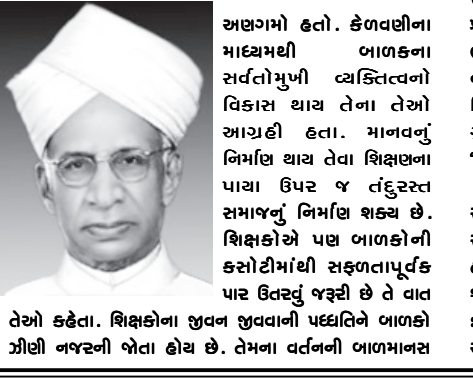 અણગમો હતો. કેળવણીના
માધ્યમથી બાળકના
સર્વતોમુખી વ્યક્તિત્વનો
વિકાસ થાય તેના તેઓ
આગ્રહી હતા. માનવનું
નિર્માણ થાય તેવા શિક્ષણના
પાયા ઉપર જ તંદુરસ્ત
સમાજનું નિર્માણ શક્ય છે.
શિક્ષકોએ પણ બાળકોની
કસોટીમાંથી સફળતાપૂર્વક
પાર ઉતરવું જરૂરી છે તે વાત
તેઓ કહેતા. શિક્ષકોના જીવન જીવવાની પધ્ધતિને બાળકો
ઝીણી નજરની જોતા હોય છે. તેમના વર્તનની બાળમાનસ